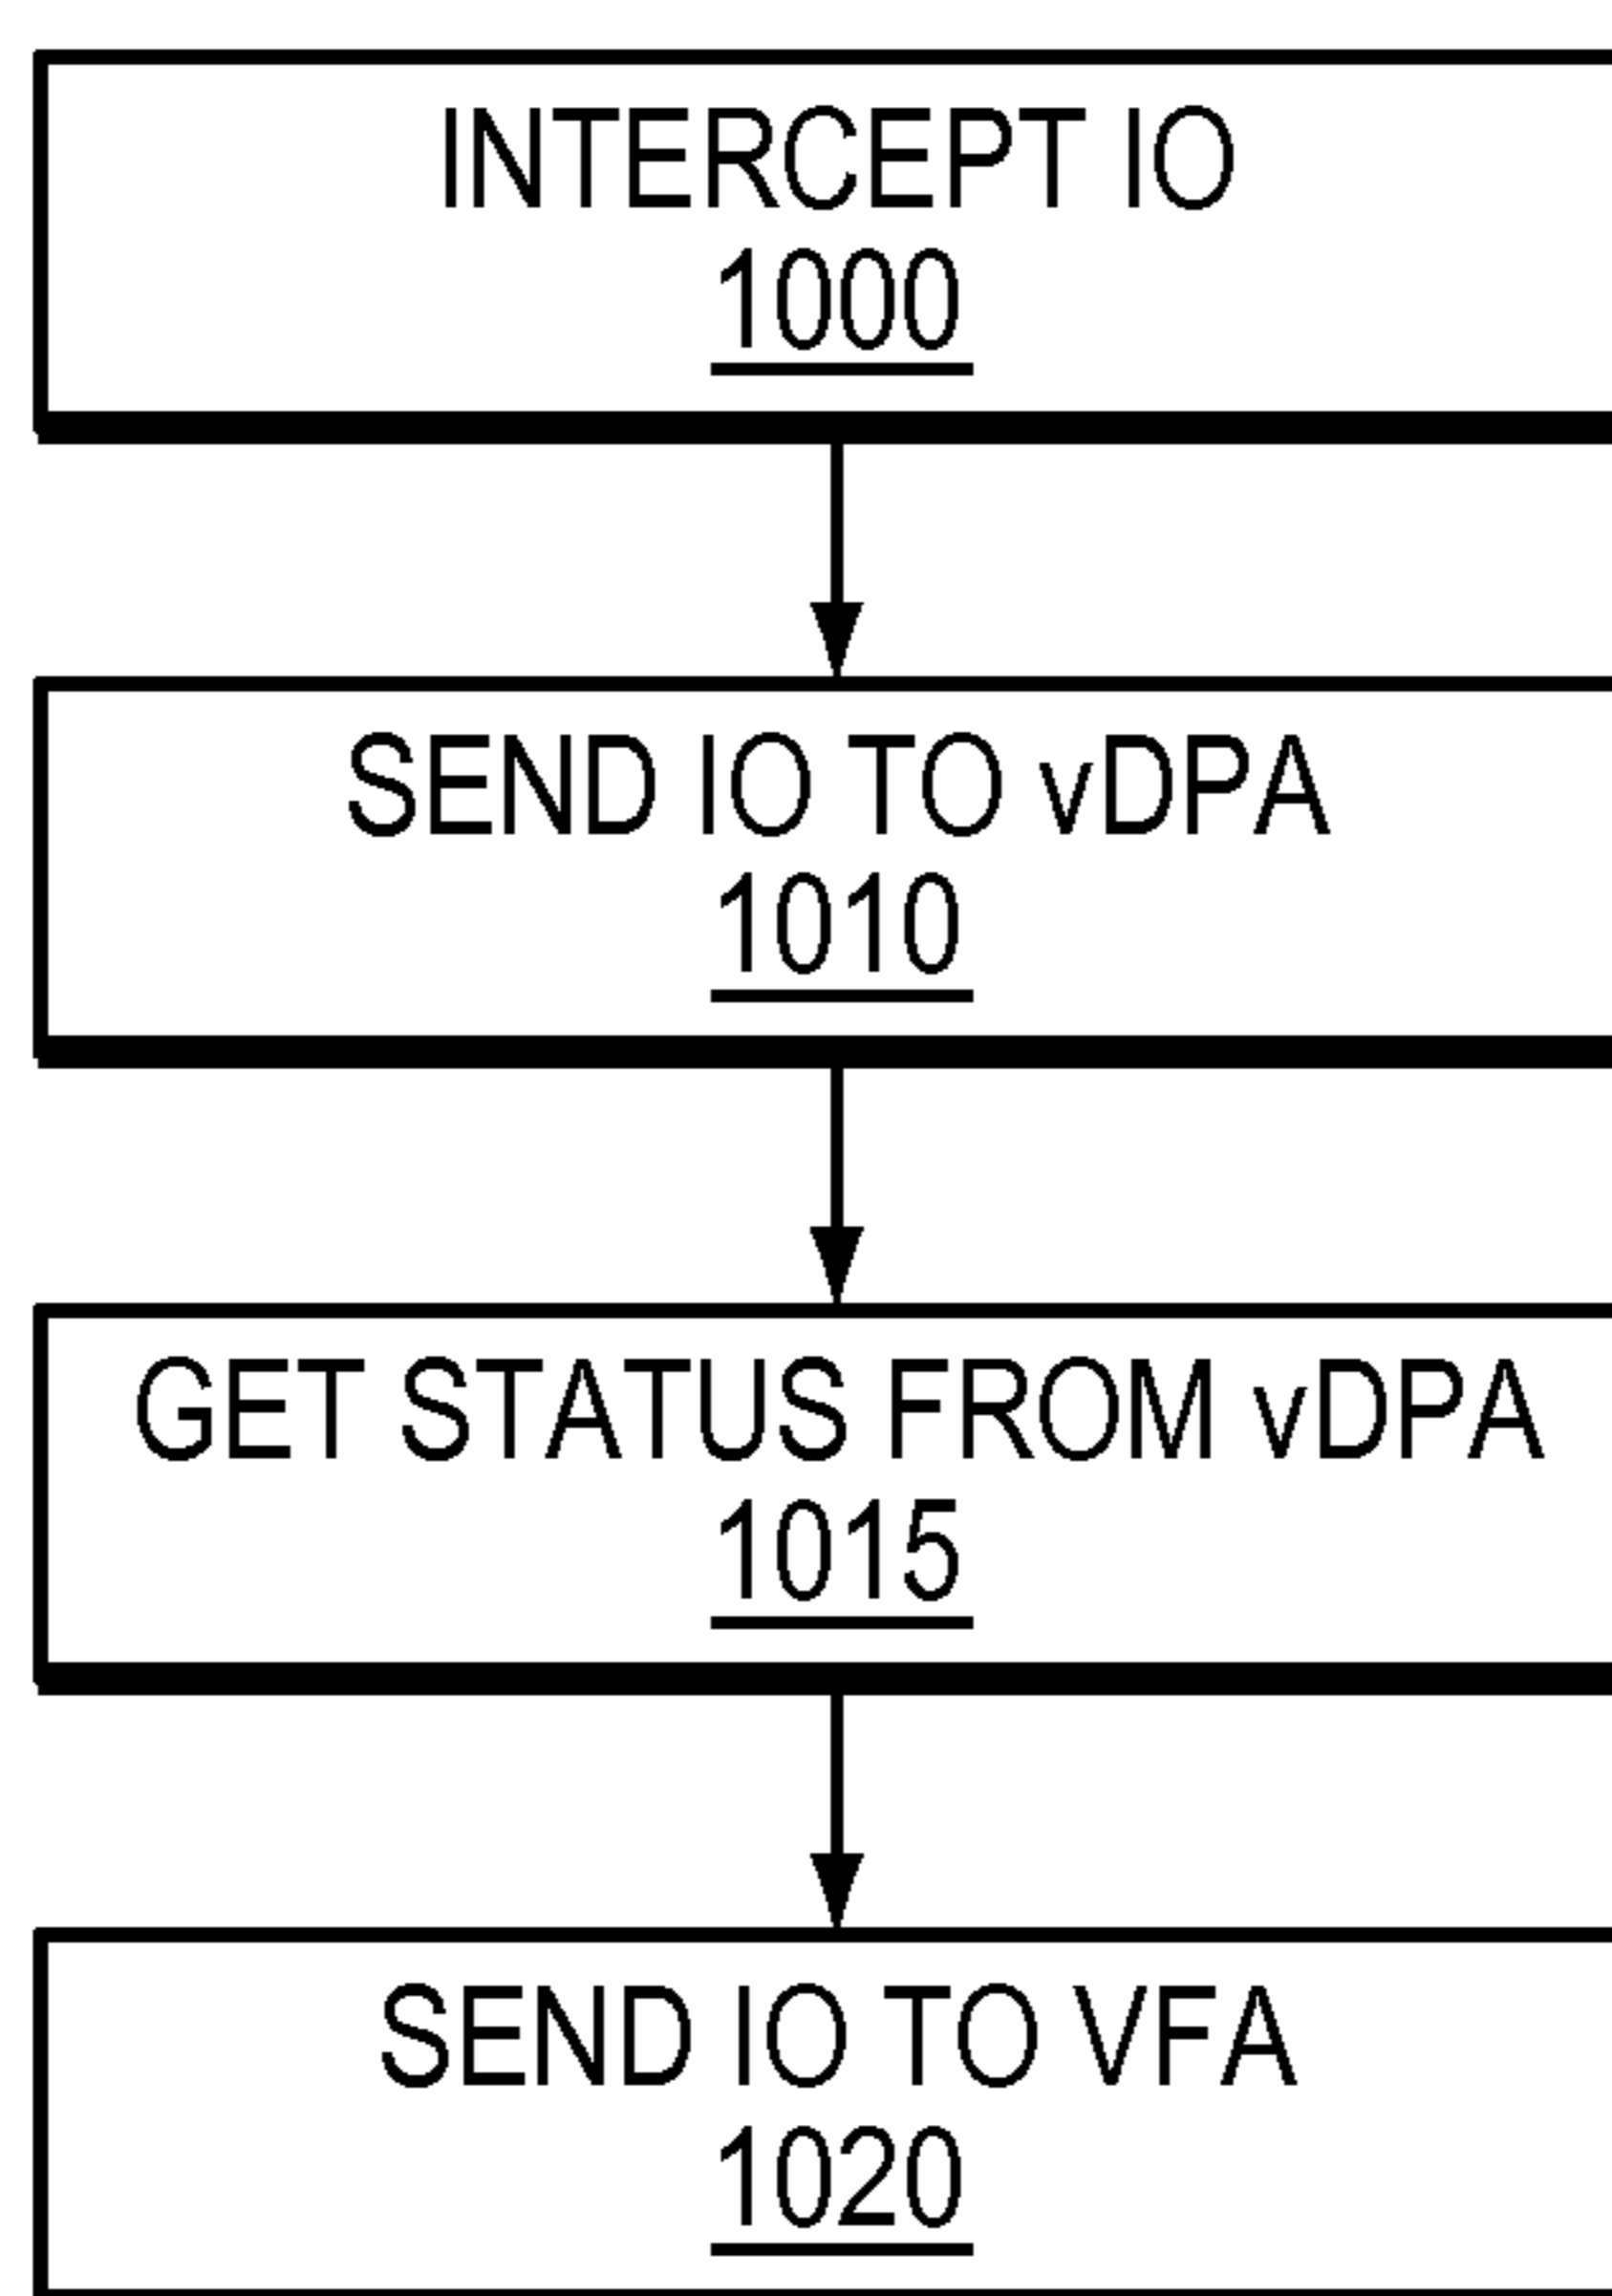 INTERCEPT IO
1000
SEND IO TO vDPA
1010
GET STATUS FROM vDPA
1015
SEND IO TO VFA
1020